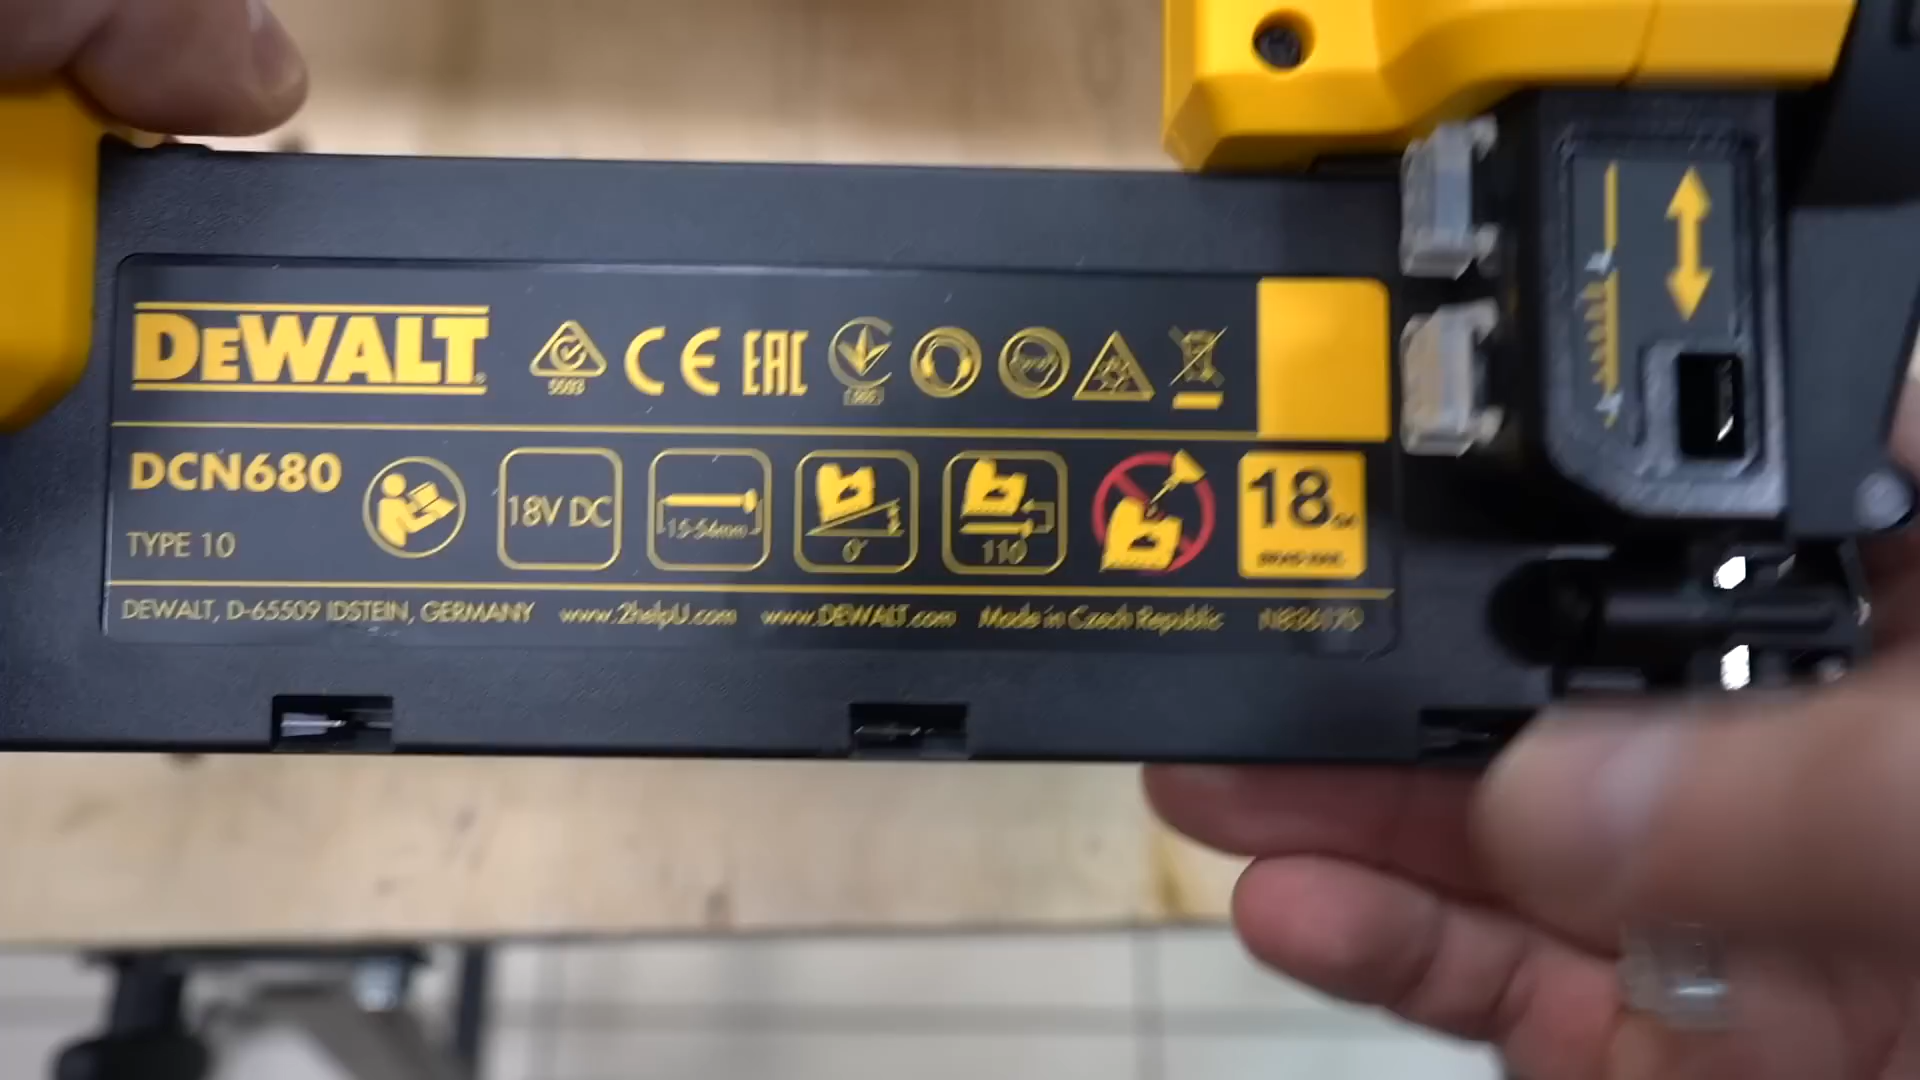 DEWALT
CE EAC
DCN680
18V DC
15-54mm
0°
110
18
TYPE 10
DEWALT, D-65509 IDSTEIN, GERMANY www.2helpU.com www.DEWALT.com Made in Czech Republic